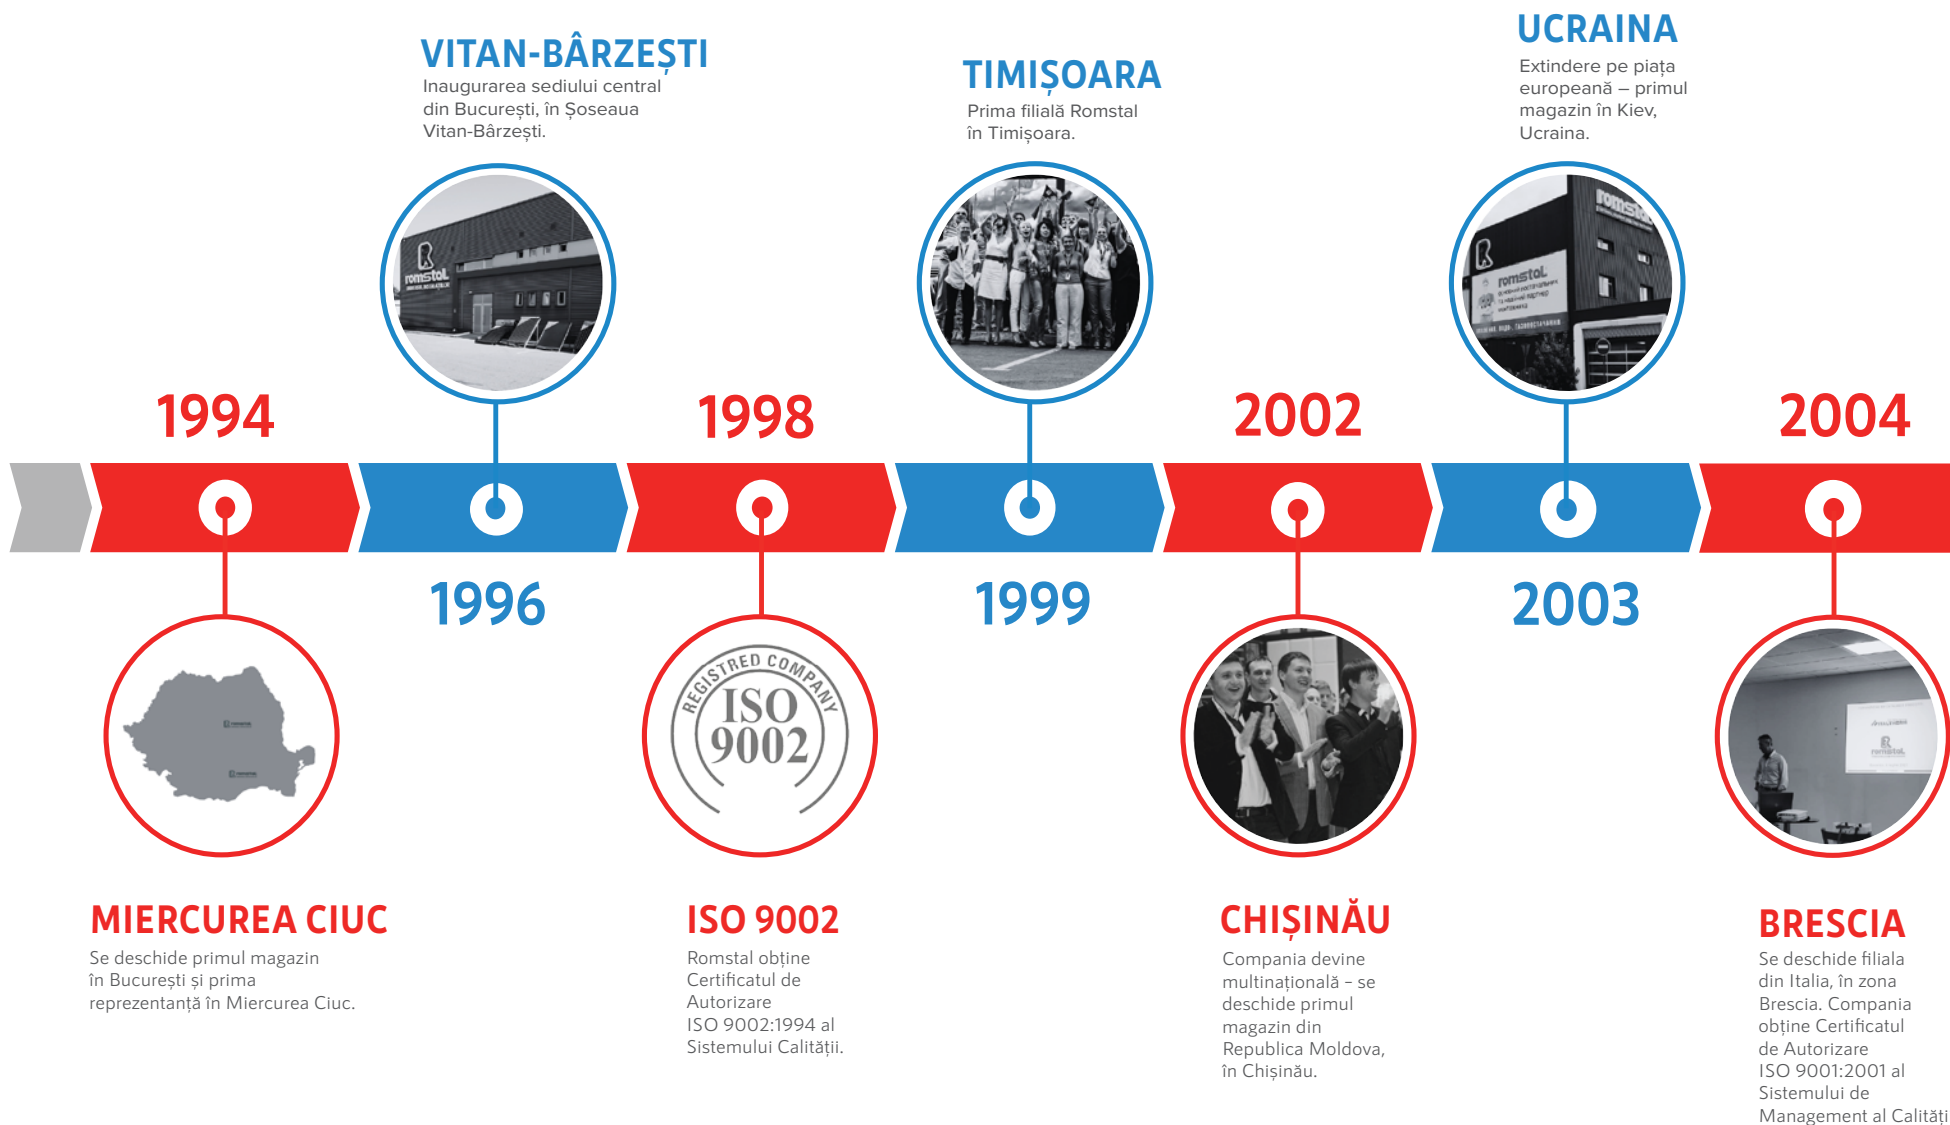 VITAN-BÂRZEȘTI
Inaugurarea sediului central
din București, în Șoseaua
Vitan-Bârzești.
TIMIȘOARA
Prima filială Romstal
în Timișoara.
UCRAINA
Extindere pe piața
europeană – primul
magazin în Kiev,
Ucraina.
romstal
romstal
1994
1998
2002
2004
1996
1999
2003
REGISTRED COMPANY
ISO
9002
romstal
MIERCUREA CIUC
Se deschide primul magazin
în București și prima
reprezentanță în Miercurea Ciuc.
ISO 9002
Romstal obține
Certificatul de
Autorizare
ISO 9002:1994 al
Sistemului Calității.
CHIȘINĂU
Compania devine
multinațională – se
deschide primul
magazin din
Republica Moldova,
în Chișinău.
BRESCIA
Se deschide filiala
din Italia, în zona
Brescia. Compania
obține Certificatul
de Autorizare
ISO 9001:2001 al
Sistemului de
Management al Calități